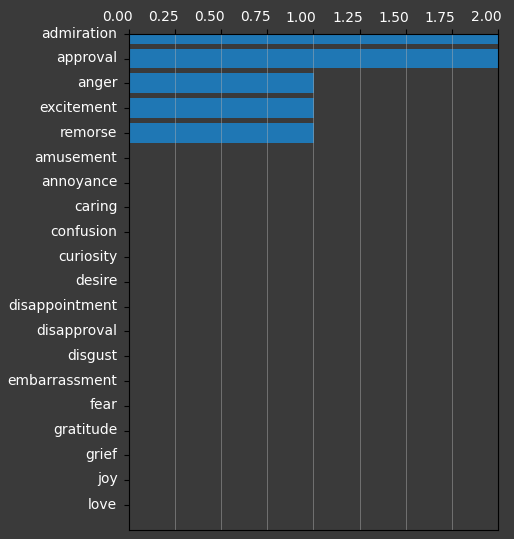 0.00 0.25 0.50 0.75 1.00 1.25 1.50 1.75 2.00
admiration
approval
anger
excitement
remorse
amusement
annoyance
caring
confusion
curiosity
desire
disappointment
disapproval
disgust
embarrassment
fear
gratitude
grief
joy
love